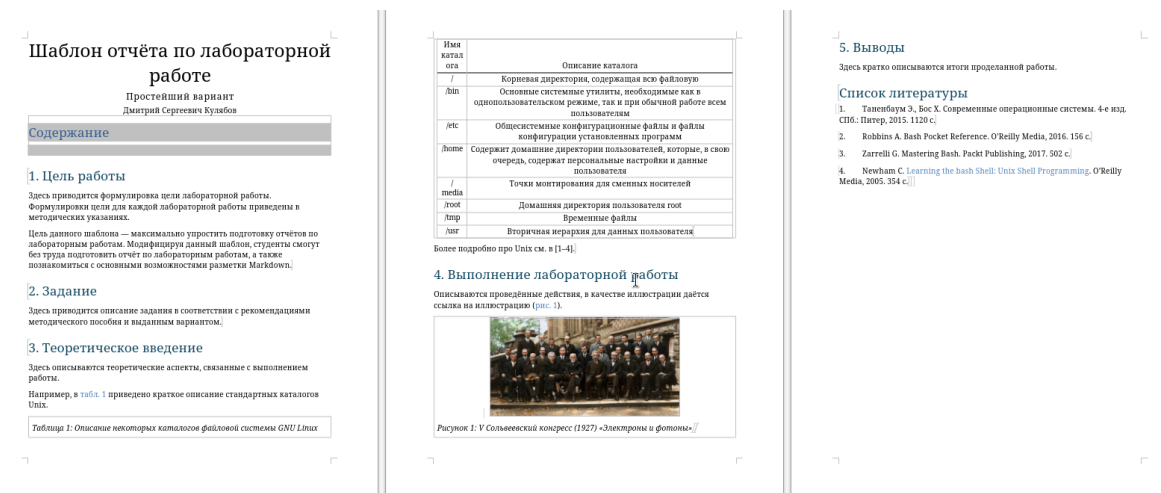 Шаблон отчёта по лабораторной
работе
Простейший вариант
Дмитрий Сергеевич Кулябов
Содержание
1. Цель работы
Здесь приводится формулировка цели лабораторной работы.
Формулировки цели для каждой лабораторной работы приведены в
методических указаниях.
Цель данного шаблона — максимально упростить подготовку отчётов по
лабораторным работам. Модифицируя данный шаблон, студенты смогут
без труда подготовить отчёт по лабораторным работам, а также
познакомиться с основными возможностями разметки Markdown.
2. Задание
Здесь приводится описание задания в соответствии с рекомендациями
методического пособия и выданным вариантом.
3. Теоретическое введение
Здесь описываются теоретические аспекты, связанные с выполнением
работы.
Например, в табл. 1 приведено краткое описание стандартных каталогов
Unix.
Таблица 1: Описание некоторых каталогов файловой системы GNU Linux
Имя
катал
ога Описание каталога
/ Корневая директория, содержащая всю файловую
/bin Основные системные утилиты, необходимые как в
однопользовательском режиме, так и при обычной работе всем
пользователям
/etc Общесистемные конфигурационные файлы и файлы
конфигурации установленных программ
/home Содержит домашние директории пользователей, которые, в свою
очередь, содержат персональные настройки и данные
пользователя
/ Точки монтирования для сменных носителей
media
/root Домашняя директория пользователя root
/tmp Временные файлы
/usr Вторичная иерархия для данных пользователя
Более подробно про Unix см. в [1–4].
4. Выполнение лабораторной работы
Описываются проведённые действия, в качестве иллюстрации даётся
ссылка на иллюстрацию (рис. 1).
Рисунок 1: V Сольвеевский конгресс (1927) «Электроны и фотоны»
5. Выводы
Здесь кратко описываются итоги проделанной работы.
Список литературы
1. Таненбаум Э., Бос Х. Современные операционные системы. 4-е изд.
СПб.: Питер, 2015. 1120 с.
2. Robbins A. Bash Pocket Reference. O’Reilly Media, 2016. 156 с.
3. Zarrelli G. Mastering Bash. Packt Publishing, 2017. 502 с.
4. Newham C. Learning the bash Shell: Unix Shell Programming. O’Reilly
Media, 2005. 354 с.